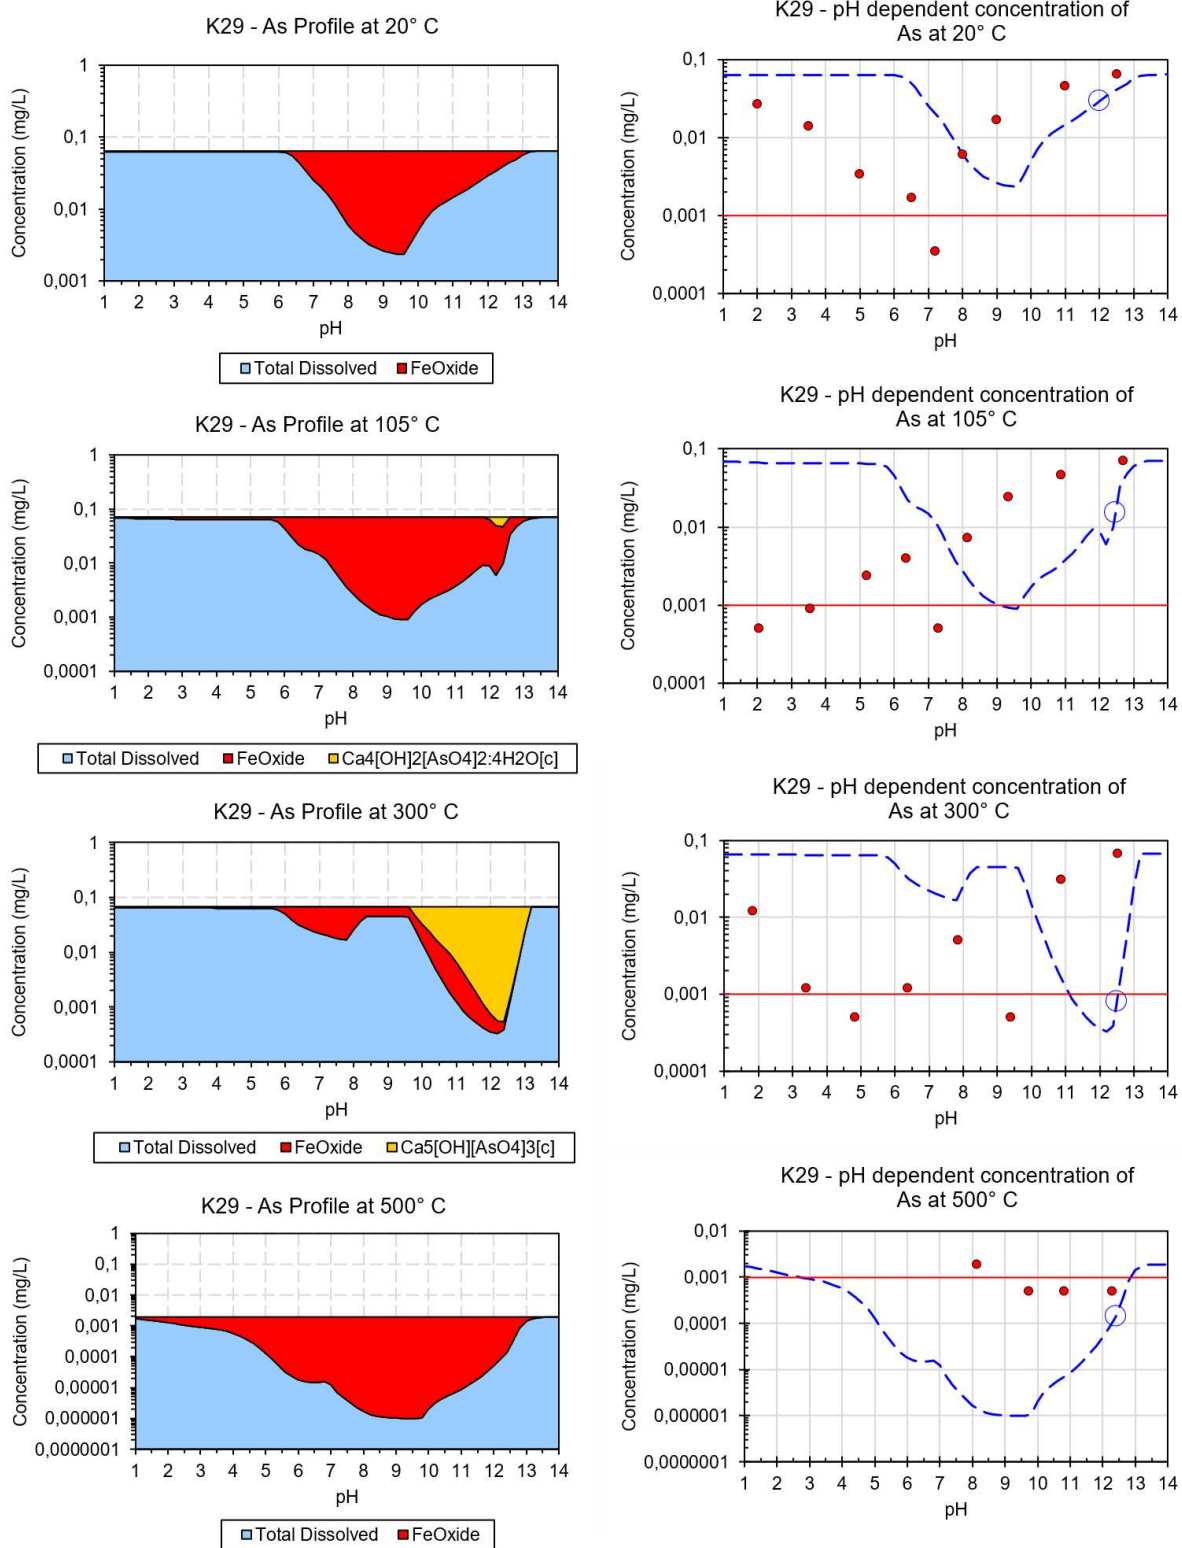 K29 - As Profile at 20° C
Concentration (mg/L)
1
0,1
0,01
0,001
1 2 3 4 5 6 7 8 9 10 11 12 13 14
pH
Total Dissolved FeOxide
K29 - pH dependent concentration of
As at 20° C
Concentration (mg/L)
0,1
0,01
0,001
0,0001
1 2 3 4 5 6 7 8 9 10 11 12 13 14
pH
K29 - As Profile at 105° C
Concentration (mg/L)
1
0,1
0,01
0,001
0,0001
1 2 3 4 5 6 7 8 9 10 11 12 13 14
pH
Total Dissolved FeOxide Ca4[OH]2[AsO4]2:4H2O[c]
K29 - pH dependent concentration of
As at 105° C
Concentration (mg/L)
0,1
0,01
0,001
0,0001
1 2 3 4 5 6 7 8 9 10 11 12 13 14
pH
K29 - As Profile at 300° C
Concentration (mg/L)
1
0,1
0,01
0,001
0,0001
1 2 3 4 5 6 7 8 9 10 11 12 13 14
pH
Total Dissolved FeOxide Ca5[OH][AsO4]3[c]
K29 - pH dependent concentration of
As at 300° C
Concentration (mg/L)
0,1
0,01
0,001
0,0001
1 2 3 4 5 6 7 8 9 10 11 12 13 14
pH
K29 - As Profile at 500° C
Concentration (mg/L)
1
0,1
0,01
0,001
0,0001
0,00001
0,000001
0,0000001
1 2 3 4 5 6 7 8 9 10 11 12 13 14
pH
Total Dissolved FeOxide
K29 - pH dependent concentration of
As at 500° C
Concentration (mg/L)
0,01
0,001
0,0001
0,00001
0,000001
0,0000001
1 2 3 4 5 6 7 8 9 10 11 12 13 14
pH